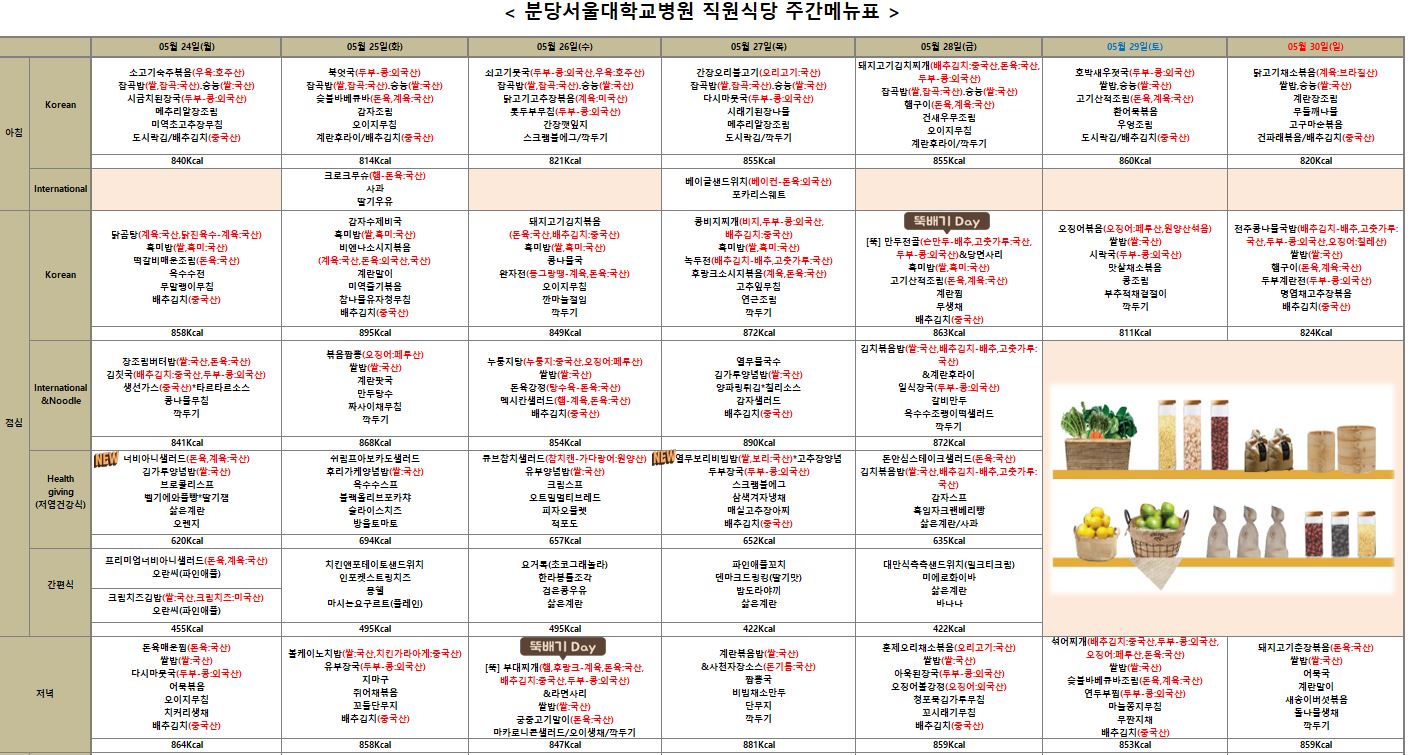 < 분당서울대학교병원 직원식당 주간메뉴표 >
05월 24일(월)
05월 25일(화)
05월 26일(수)
05월 27일(목)
05월 28일(금)
05월 29일(토)
05월 30일(일)
아침
Korean
소고기숙주볶음(우육:호주산)
잡곡밥(쌀,잡곡:국산).숭늉(쌀:국산)
시금치된장국(두부-콩:외국산)
메추리알장조림
미역초고추장무침
도시락김/배추김치(중국산)
북엇국(두부-콩:외국산)
잡곡밥(쌀,잡곡:국산).숭늉(쌀:국산)
숯불바베큐바(돈육,계육:국산)
감자조림
오이지무침
계란후라이/배추김치(중국산)
쇠고기뭇국(두부-콩:외국산,우육:호주산)
잡곡밥(쌀,잡곡:국산).숭늉(쌀:국산)
닭고기고추장볶음(계육:미국산)
톳두부무침(두부-콩:외국산)
간장깻잎지
스크램블에그/깍두기
간장오리불고기(오리고기:국산)
잡곡밥(쌀,잡곡:국산).숭늉(쌀:국산)
다시마뭇국(두부-콩:외국산)
시래기된장나물
메추리알장조림
도시락김/깍두기
돼지고기김치찌개(배추김치:중국산,돈육:국산,
두부-콩:외국산)
잡곡밥(쌀,잡곡:국산).숭늉(쌀:국산)
햄구이(돈육,계육:국산)
건새우무조림
오이지무침
계란후라이/깍두기
호박새우젓국(두부-콩:외국산)
쌀밥,숭늉(쌀:국산)
고기산적조림(돈육,계육:국산)
환어묵볶음
우엉조림
도시락김/배추김치(중국산)
닭고기채소볶음(계육:브라질산)
쌀밥,숭늉(쌀:국산)
계란장조림
무들깨나물
고구마순볶음
건파래볶음/배추김치(중국산)
840Kcal
814Kcal
821Kcal
855Kcal
855Kcal
860Kcal
820Kcal
International
크로크무슈(햄-돈육:국산)
사과
딸기우유
베이글샌드위치(베이컨-돈육:외국산)
포카리스웨트
점심
Korean
닭곰탕(계육:국산,닭진육수-계육:국산)
흑미밥(쌀,흑미:국산)
떡갈비매운조림(돈육:국산)
옥수수전
무말랭이무침
배추김치(중국산)
감자수제비국
흑미밥(쌀,흑미:국산)
비엔나소시지볶음
(계육:국산,돈육:외국산,국산)
계란말이
미역줄기볶음
참나물유자청무침
배추김치(중국산)
돼지고기김치볶음
(돈육:국산,배추김치:중국산)
흑미밥(쌀,흑미:국산)
콩나물국
완자전(동그랑땡-계육,돈육:국산)
오이지무침
깐마늘절임
깍두기
콩비지찌개(비지,두부-콩:외국산,
배추김치:중국산)
흑미밥(쌀,흑미:국산)
녹두전(배추김치-배추,고춧가루:국산)
후랑크소시지볶음(계육,돈육:국산)
고추잎무침
연근조림
깍두기
뚝배기 Day
[뚝] 만두전골(손만두-배추,고춧가루:국산,
두부-콩:외국산)&당면사리
흑미밥(쌀,흑미:국산)
고기산적조림(돈육,계육:국산)
계란찜
무생채
배추김치(중국산)
오징어볶음(오징어:페루산,원양산섞음)
쌀밥(쌀:국산)
시락국(두부-콩:외국산)
맛살채소볶음
콩조림
부추적채겉절이
깍두기
전주콩나물국밥(배추김치-배추,고춧가루:
국산,두부-콩:외국산,오징어:칠레산)
쌀밥(쌀:국산)
햄구이(돈육,계육:국산)
두부계란전(두부-콩:외국산)
명엽채고추장볶음
배추김치(중국산)
858Kcal
895Kcal
849Kcal
872Kcal
863Kcal
811Kcal
824Kcal
International
&Noodle
장조림버터밥(쌀:국산,돈육:국산)
김칫국(배추김치:중국산,두부-콩:외국산)
생선가스(중국산)*타르타르소스
콩나물무침
깍두기
볶음짬뽕(오징어:페루산)
쌀밥(쌀:국산)
계란팟국
만두탕수
짜사이채무침
깍두기
누룽지탕(누룽지:중국산,오징어:페루산)
쌀밥(쌀:국산)
돈육강정(탕수육-돈육:국산)
멕시칸샐러드(햄-계육,돈육:국산)
배추김치(중국산)
열무물국수
김가루양념밥(쌀:국산)
양파링튀김*칠리소스
감자샐러드
배추김치(중국산)
김치볶음밥(쌀:국산,배추김치-배추,고춧가루:
국산)
&계란후라이
일식장국(두부-콩:외국산)
갈비만두
옥수수조랭이떡샐러드
깍두기
841Kcal
868Kcal
854Kcal
890Kcal
872Kcal
Health
giving
(저염건강식)
NEW 너비아니샐러드(돈육,계육:국산)
김가루양념밥(쌀:국산)
브로콜리스프
벨기에와플빵*딸기잼
삶은계란
오렌지
쉬림프아보카도샐러드
후리가케양념밥(쌀:국산)
옥수수스프
블랙올리브포카챠
슬라이스치즈
방울토마토
큐브참치샐러드(참치캔-가다랑어:원양산)
유부양념밥(쌀:국산)
크림스프
오트밀멀티브레드
피자오믈렛
적포도
NEW 열무보리비빔밥(쌀,보리:국산)*고추장양념
두부장국(두부-콩:외국산)
스크램블에그
삼색겨자냉채
매실고추장아찌
배추김치(중국산)
돈안심스테이크샐러드(돈육:국산)
김치볶음밥(쌀:국산,배추김치-배추,고춧가루:
국산)
감자스프
흑임자크랜베리빵
삶은계란/사과
620Kcal
694Kcal
657Kcal
652Kcal
635Kcal
간편식
프리미엄너비아니샐러드(돈육,계육:국산)
오란씨(파인애플)
크림치즈김밥(쌀:국산,크림치즈:미국산)
오란씨(파인애플)
치킨앤포테이토샌드위치
인포켓스트링치즈
몽쉘
마시는요구르트(플레인)
요거톡(초코그래놀라)
한라봉톨조각
검은콩우유
삶은계란
파인애플꼬치
덴마크드링킹(딸기맛)
밤도라야끼
삶은계란
대만식측측샌드위치(밀크티크림)
미에로화이바
삶은계란
바나나
455Kcal
495Kcal
495Kcal
422Kcal
422Kcal
저녁
돈육매운찜(돈육:국산)
쌀밥(쌀:국산)
다시마뭇국(두부-콩:외국산)
어묵볶음
오이지무침
치커리생채
배추김치(중국산)
볼케이노치밥(쌀:국산,치킨가라아게:중국산)
유부장국(두부-콩:외국산)
지마구
쥐어채볶음
꼬들단무지
배추김치(중국산)
뚝배기 Day
[뚝] 부대찌개(햄,후랑크-계육,돈육:국산,
배추김치:중국산,두부-콩:외국산)
&라면사리
쌀밥(쌀:국산)
궁중고기말이(돈육:국산)
마카로니콘샐러드/오이생채/깍두기
계란볶음밥(쌀:국산)
&사천자장소스(돈기름:국산)
짬뽕국
비빔채소만두
단무지
깍두기
훈제오리채소볶음(오리고기:국산)
쌀밥(쌀:국산)
아욱된장국(두부-콩:외국산)
오징어볼강정(오징어:외국산)
청포묵김가루무침
꼬시래기무침
배추김치(중국산)
섞어찌개(배추김치:중국산,두부-콩:외국산,
오징어:페루산,돈육:국산)
쌀밥(쌀:국산)
숯불바베큐바조림(돈육,계육:국산)
연두부찜(두부-콩:외국산)
마늘쫑지무침
무짠지채
배추김치(중국산)
돼지고기춘장볶음(돈육:국산)
쌀밥(쌀:국산)
어묵국
계란말이
새송이버섯볶음
돌나물생채
깍두기
864Kcal
858Kcal
847Kcal
881Kcal
859Kcal
853Kcal
859Kcal